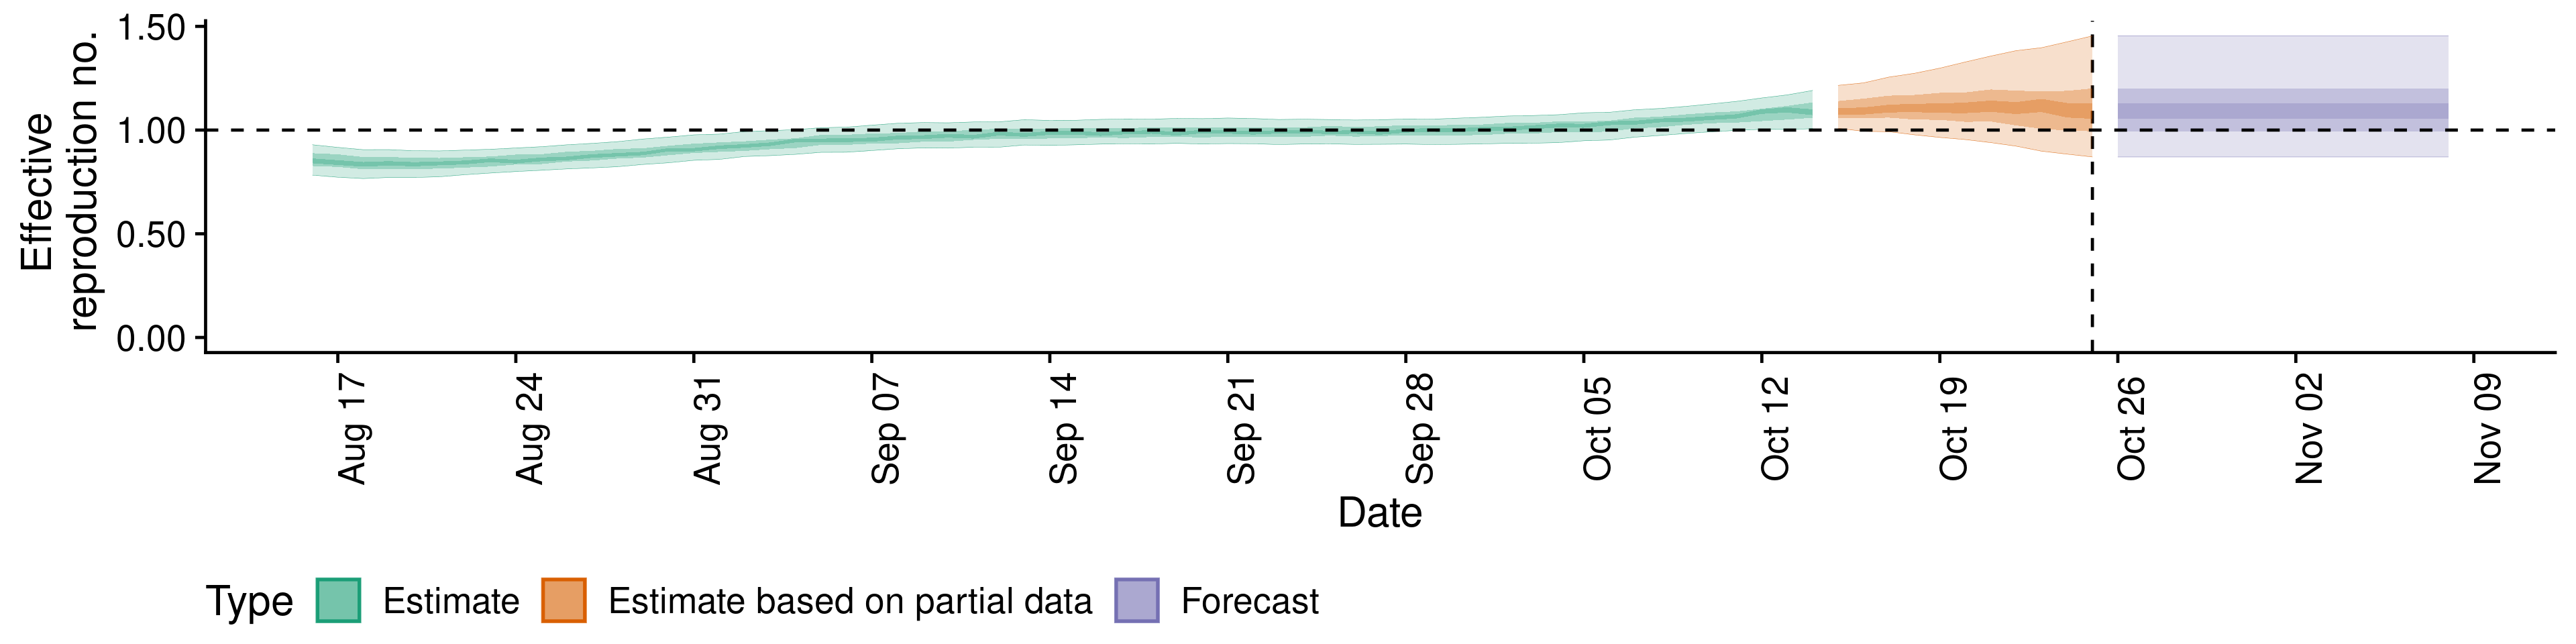 Effective
reproduction no.
1.50
1.00
0.50
0.00
Aug 17
Aug 24
Aug 31
Sep 07
Sep 14
Sep 21
Sep 28
Oct 05
Oct 12
Oct 19
Oct 26
Nov 02
Nov 09
Date
Type Estimate Estimate based on partial data Forecast